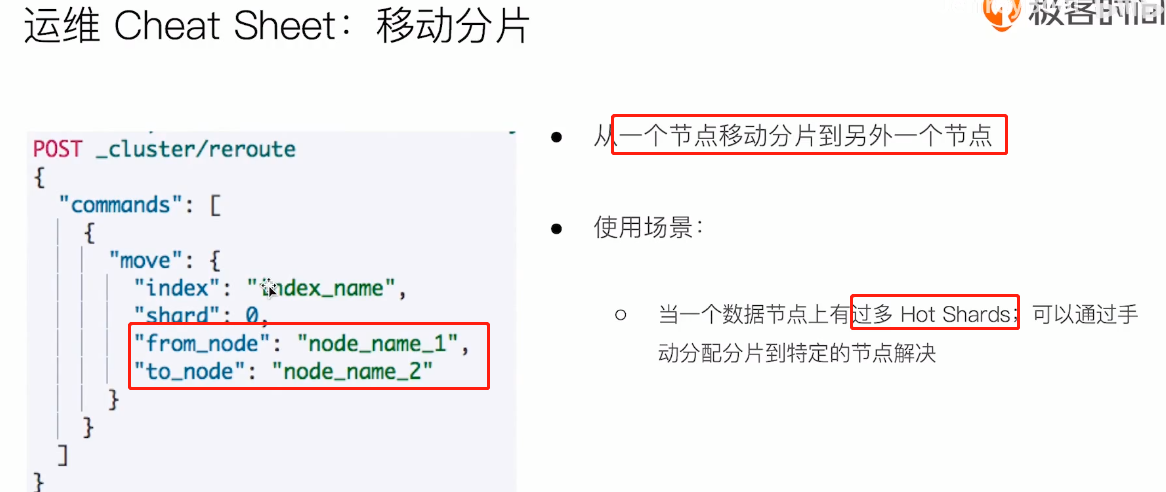 运维 Cheat Sheet：移动分片
极客时间
POST _cluster/reroute
{
"commands": [
{
"move": {
"index": "index_name",
"shard": 0,
"from_node": "node_name_1",
"to_node": "node_name_2"
}
}
]
}
● 从一个节点移动分片到另外一个节点
● 使用场景：
○ 当一个数据节点上有过多 Hot Shards；可以通过手
动分配分片到特定的节点解决